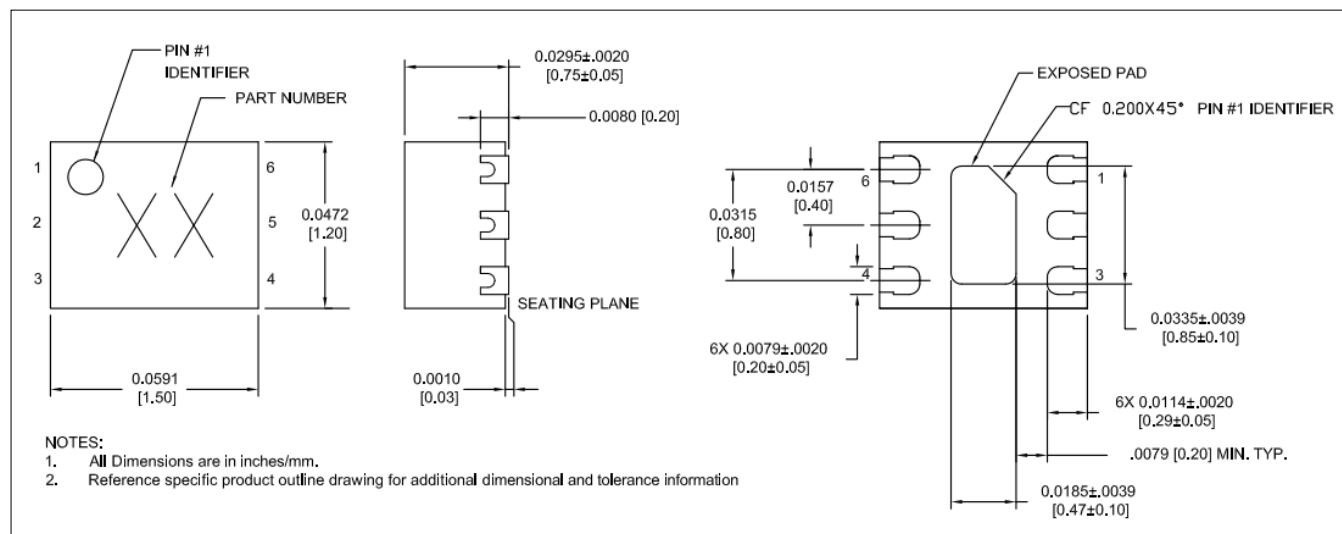 PIN #1
IDENTIFIER
PART NUMBER
1
2
3
6
5
4
0.0472
[1.20]
0.0591
[1.50]
0.0295±.0020
[0.75±0.05]
0.0080 [0.20]
SEATING PLANE
0.0010
[0.03]
EXPOSED PAD
CF 0.200X45° PIN #1 IDENTIFIER
6
4
1
3
0.0157
[0.40]
0.0315
[0.80]
6X 0.0079±.0020
[0.20±0.05]
0.0335±.0039
[0.85±0.10]
6X 0.0114±.0020
[0.29±0.05]
.0079 [0.20] MIN. TYP.
0.0185±.0039
[0.47±0.10]
XX
NOTES:
1. All Dimensions are in inches/mm.
2. Reference specific product outline drawing for additional dimensional and tolerance information